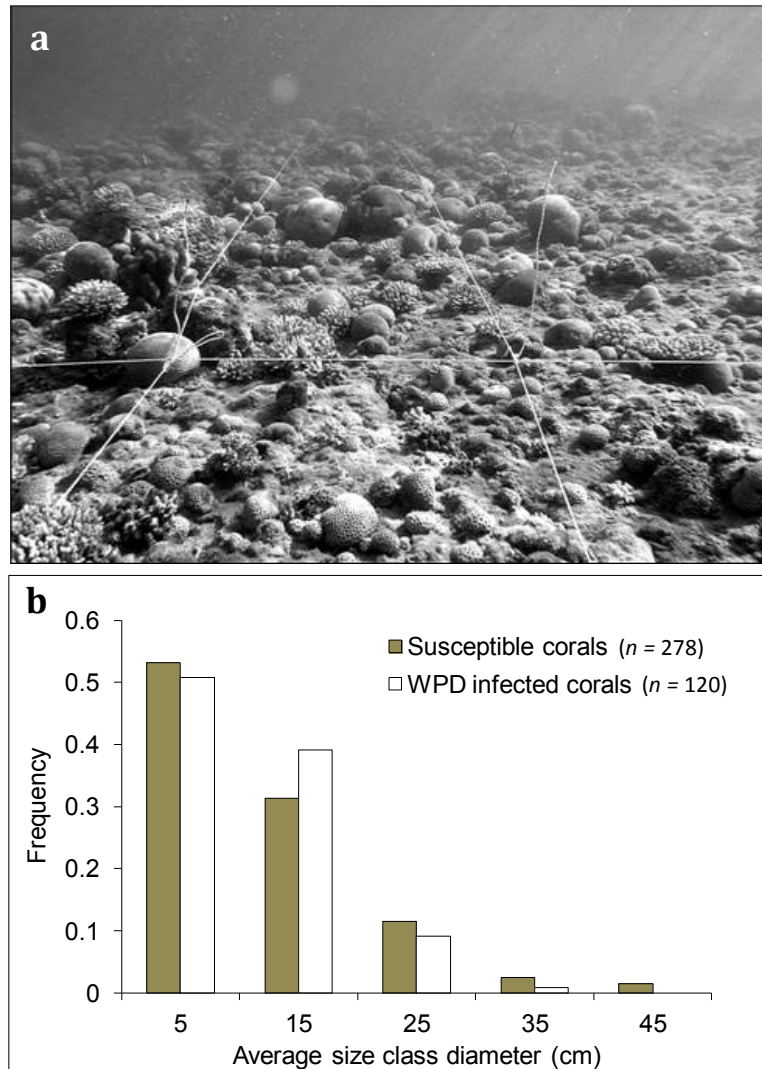 a
b
0.6
0.5
0.4
0.3
0.2
0.1
0
Frequency
Susceptible corals (n = 278)
WPD infected corals (n = 120)
5 15 25 35 45
Average size class diameter (cm)